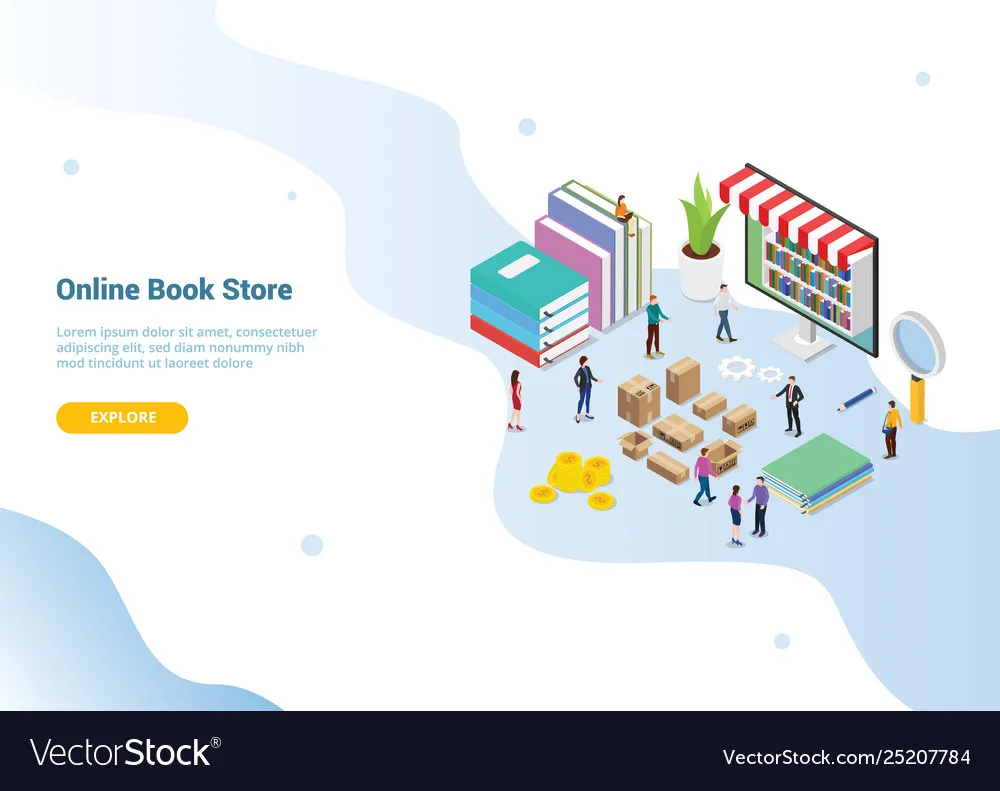 Online Book Store
Lorem ipsum dolor sit amet, consectetuer
adipiscing elit, sed diam nonummy nibh
mod tincidunt ut laoreet dolore
EXPLORE
VectorStock®
VectorStock.com/25207784